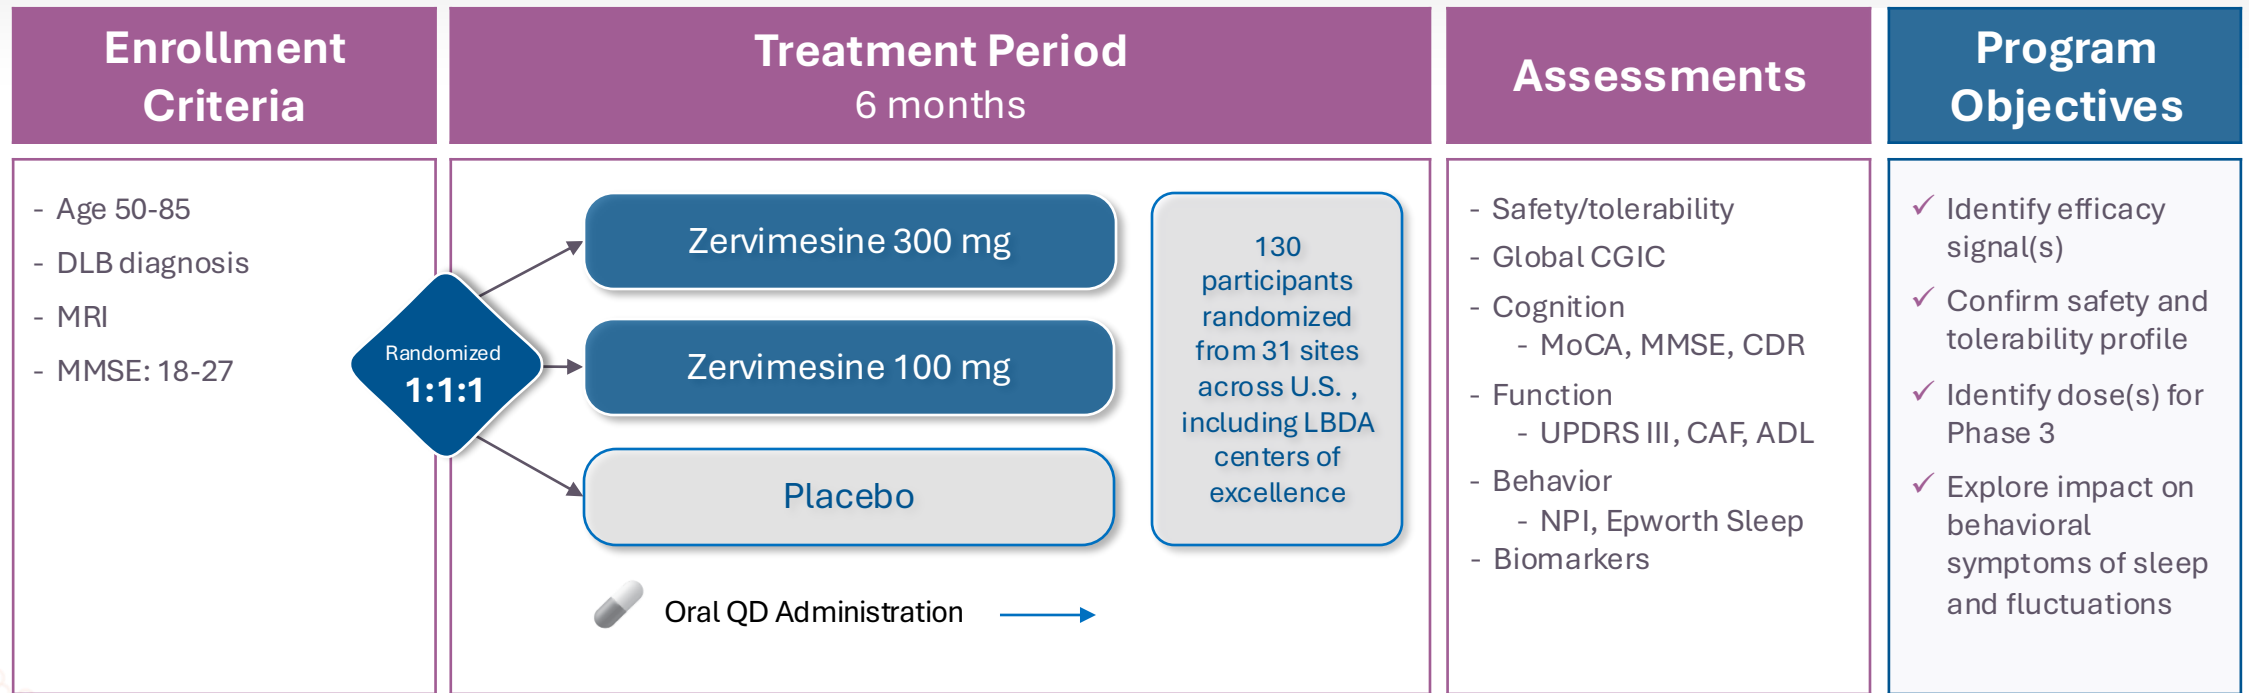 Enrollment
Criteria
- Age 50-85
- DLB diagnosis
- MRI
- MMSE: 18-27
Treatment Period
6 months
Randomized
1:1:1
Zervimesine 300 mg
Zervimesine 100 mg
Placebo
Oral QD Administration
130
participants
randomized
from 31 sites
across U.S. ,
including LBDA
centers of
excellence
Assessments
- Safety/tolerability
- Global CGIC
- Cognition
- MoCA, MMSE, CDR
- Function
- UPDRS III, CAF, ADL
- Behavior
- NPI, Epworth Sleep
- Biomarkers
Program
Objectives
✓ Identify efficacy
signal(s)
✓ Confirm safety and
tolerability profile
✓ Identify dose(s) for
Phase 3
✓ Explore impact on
behavioral
symptoms of sleep
and fluctuations